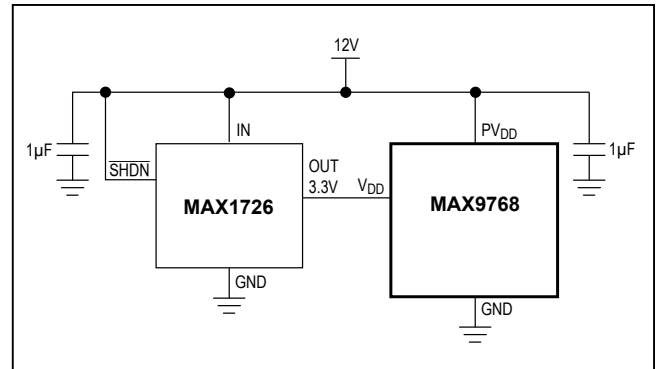 12V
IN
PVDD
1µF
1µF
SHDN
OUT
3.3V
VDD
MAX1726
MAX9768
GND
GND